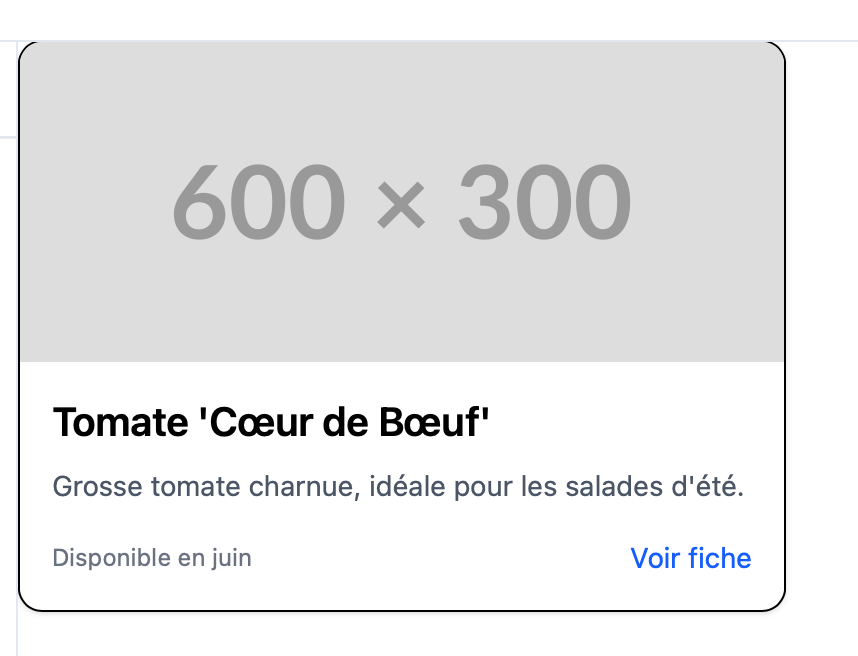 600 × 300
Tomate 'Cœur de Bœuf'
Grosse tomate charnue, idéale pour les salades d'été.
Disponible en juin
Voir fiche